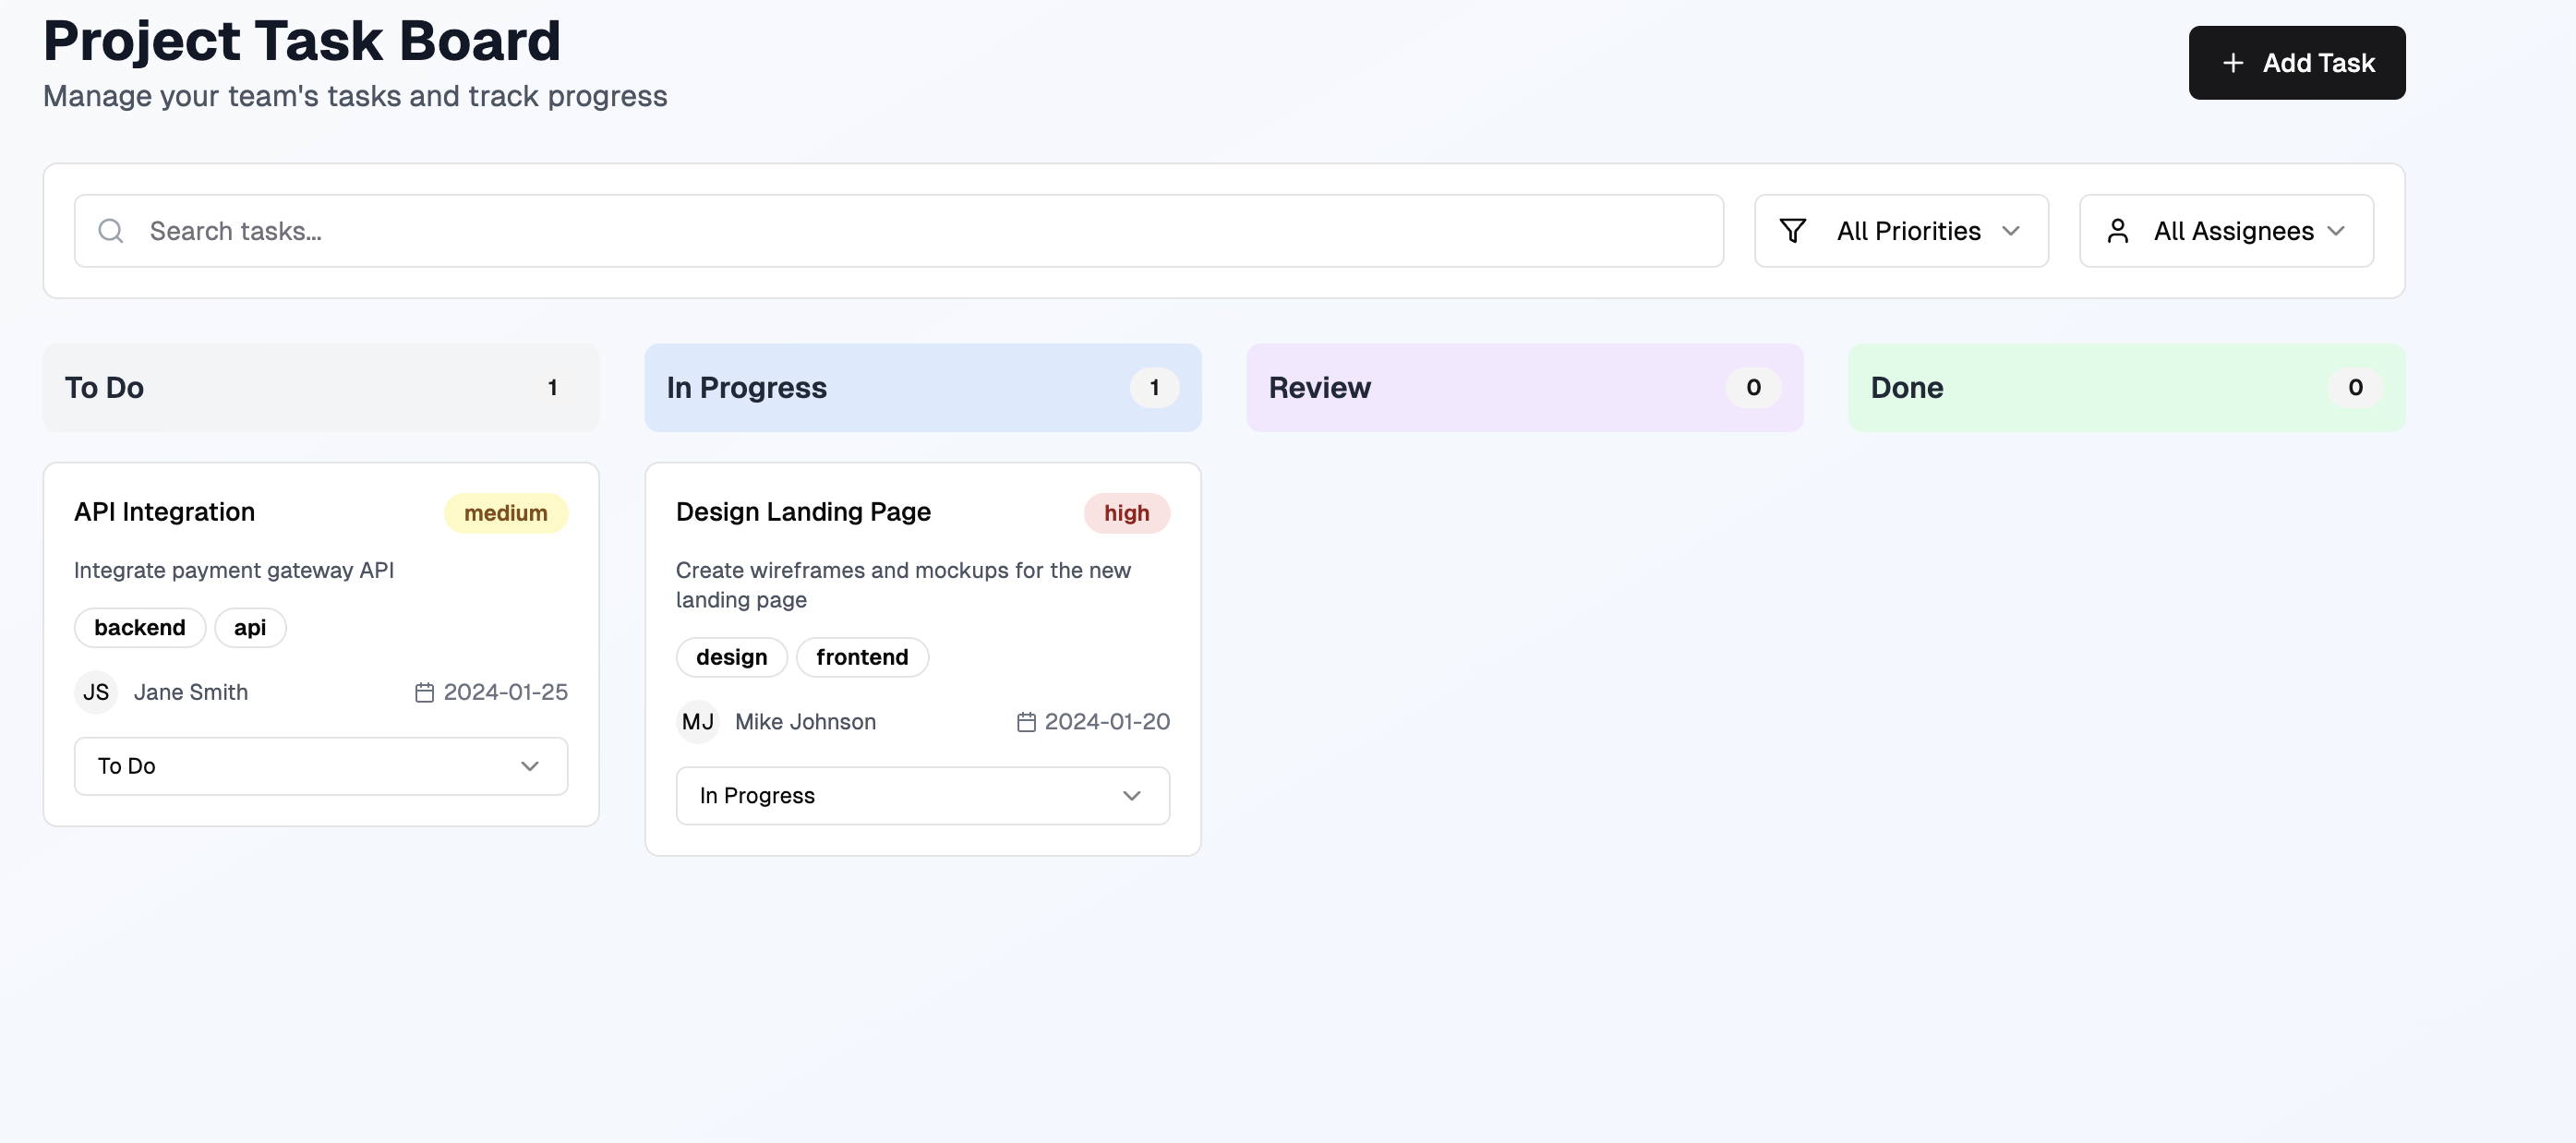 Project Task Board
Manage your team's tasks and track progress
+ Add Task
Search tasks...
All Priorities
All Assignees
To Do
1
In Progress
1
Review
0
Done
0
API Integration
medium
Integrate payment gateway API
backend
api
JS
Jane Smith
2024-01-25
To Do
Design Landing Page
high
Create wireframes and mockups for the new
landing page
design
frontend
MJ
Mike Johnson
2024-01-20
In Progress